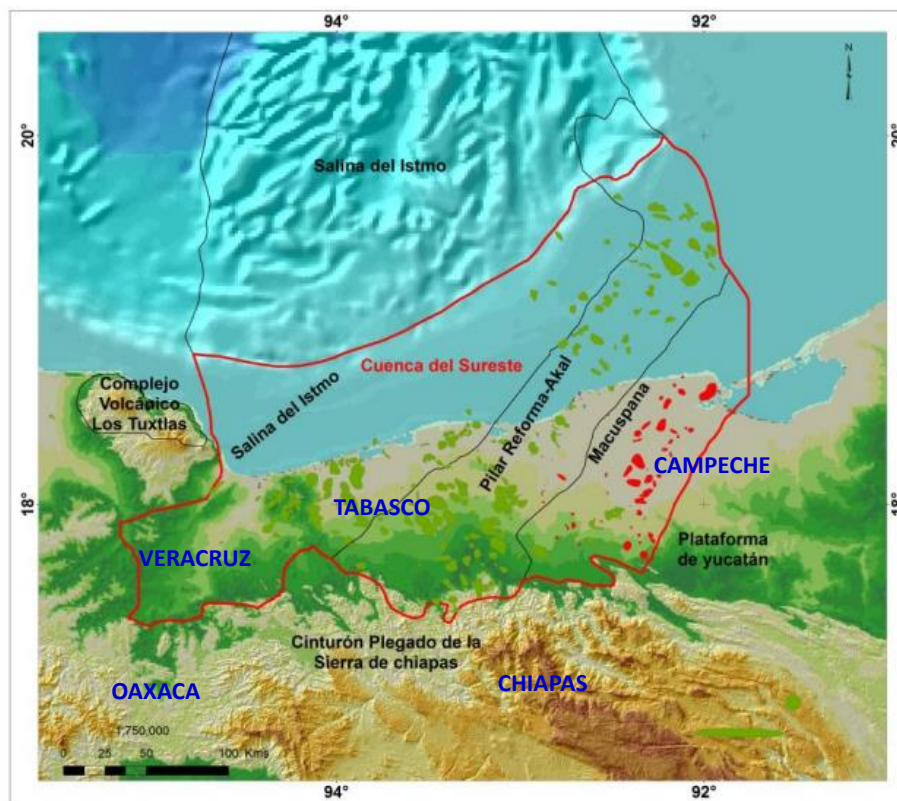 94°
92°
N
20°
20°
Salina del Istmo
Cuenca del Sureste
Complejo
Volcánico
Los Tuxtlas
Salina del Istmo
Pilar Reforma-Akal
Macuspana
CAMPECHE
TABASCO
18°
18°
VERACRUZ
Plataforma
de yucatán
Cinturón Plegado de la
Sierra de chiapas
OAXACA
CHIAPAS
1:750,000
0 25 50 100 Kms
94°
92°